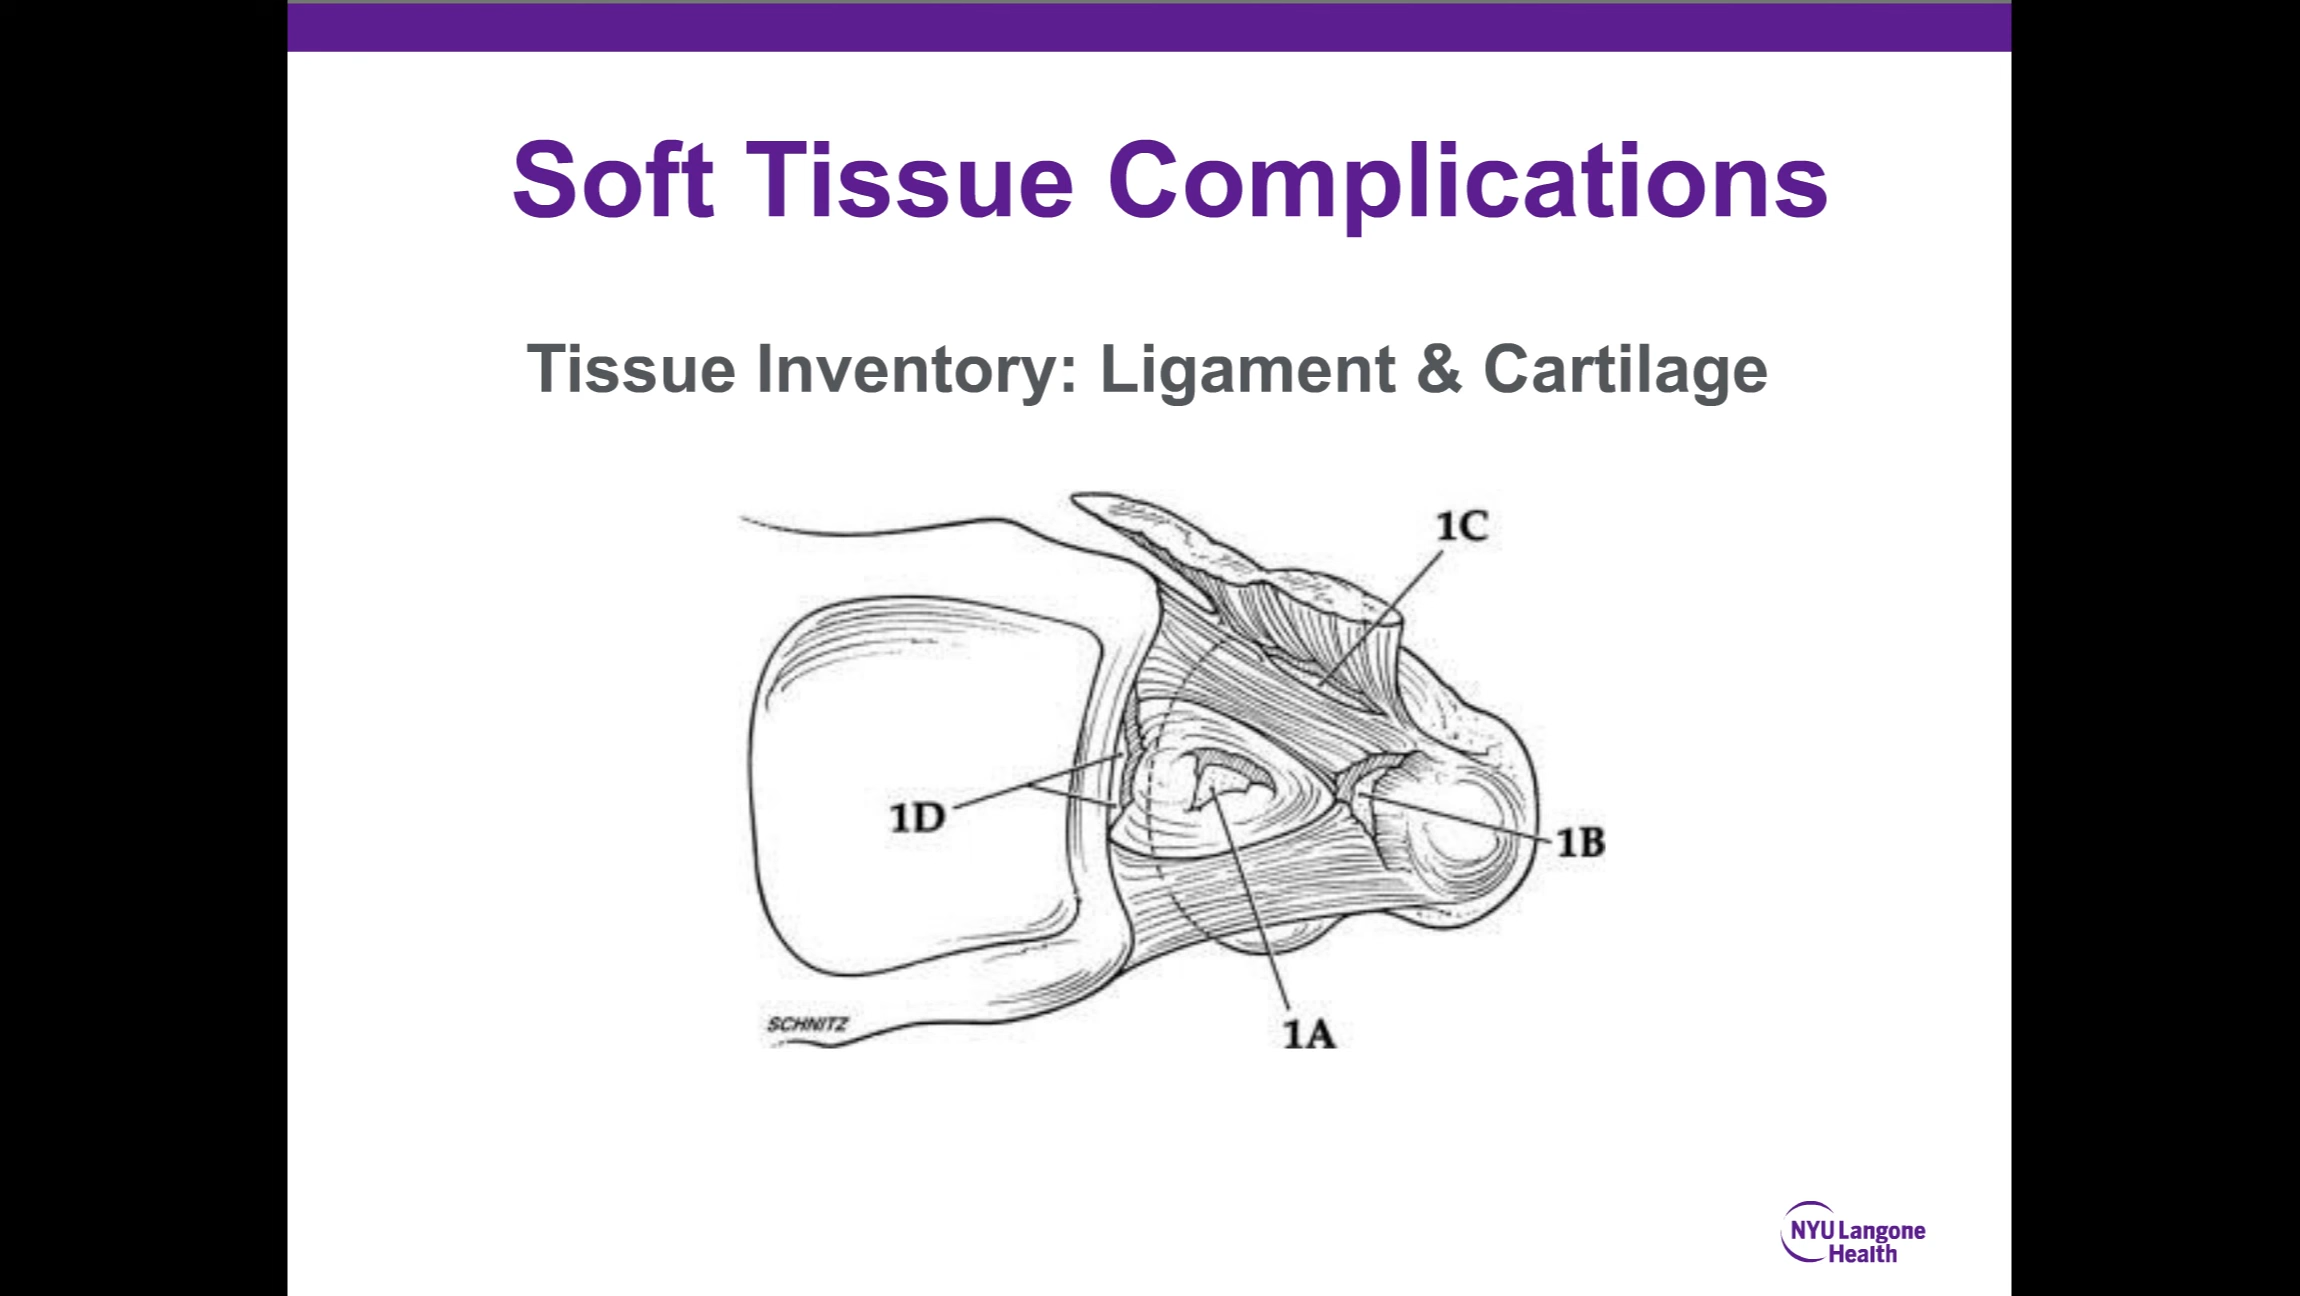 Soft Tissue Complications
Tissue Inventory: Ligament & Cartilage
1C
1D
1B
1A
SCHNITZ
NYU Langone
Health